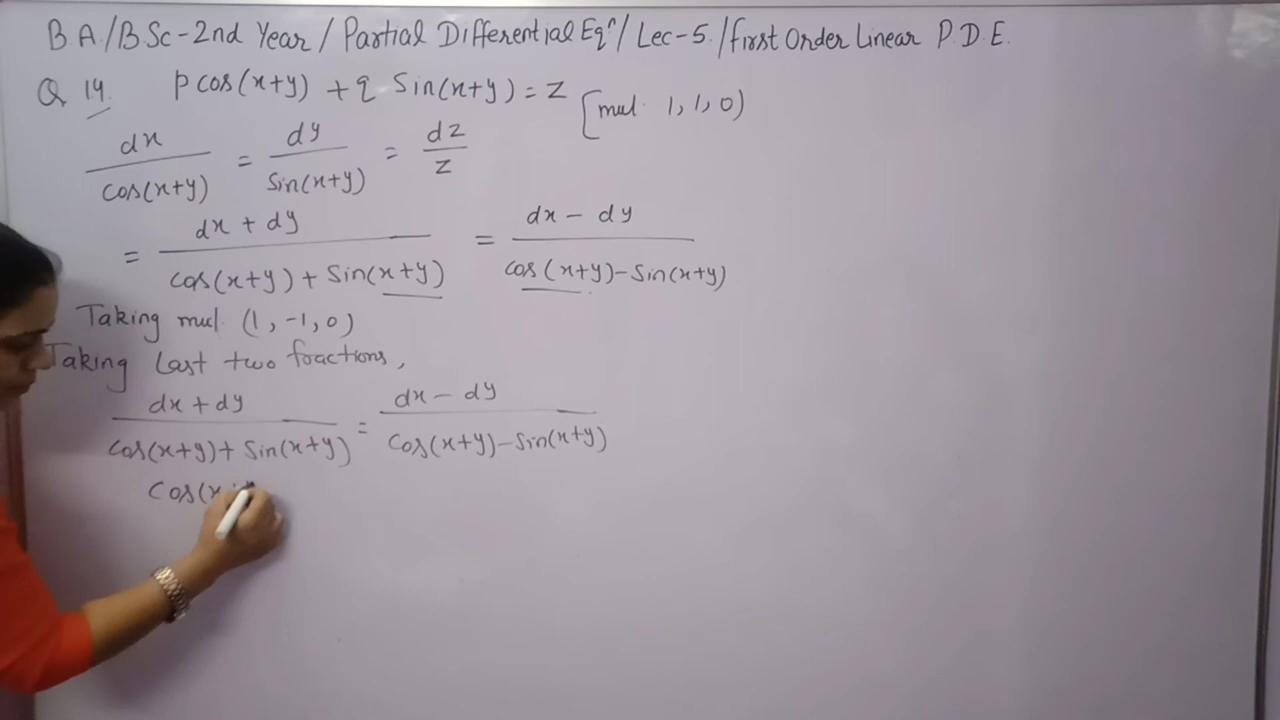 B.A./B.Sc-2nd Year/Partial Differential Eqⁿ/Lec-5./First Order Linear P.D.E.
Q 14. p cos(x+y) + q Sin(x+y) = z [mul. 1, 1, 0)
dx/cos(x+y) = dy/Sin(x+y) = dz/z
= dx + dy/cos(x+y) + Sin(x+y) = dx - dy/cos(x+y)-Sin(x+y)
Taking mul. (1, -1, 0)
Taking Last two fractions,
dx + dy/cos(x+y) + Sin(x+y) = dx - dy/Cos(x+y)-Sin(x+y)
Cos(x